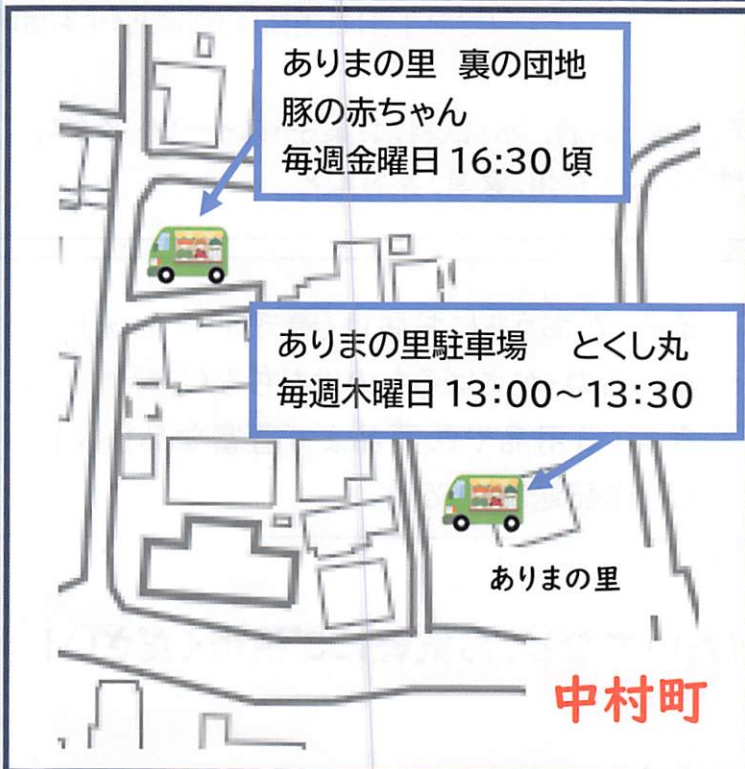 ありまの里 裏の団地
豚の赤ちゃん
毎週金曜日 16:30 頃
ありまの里駐車場 とくし丸
毎週木曜日 13:00～13:30
ありまの里
中村町